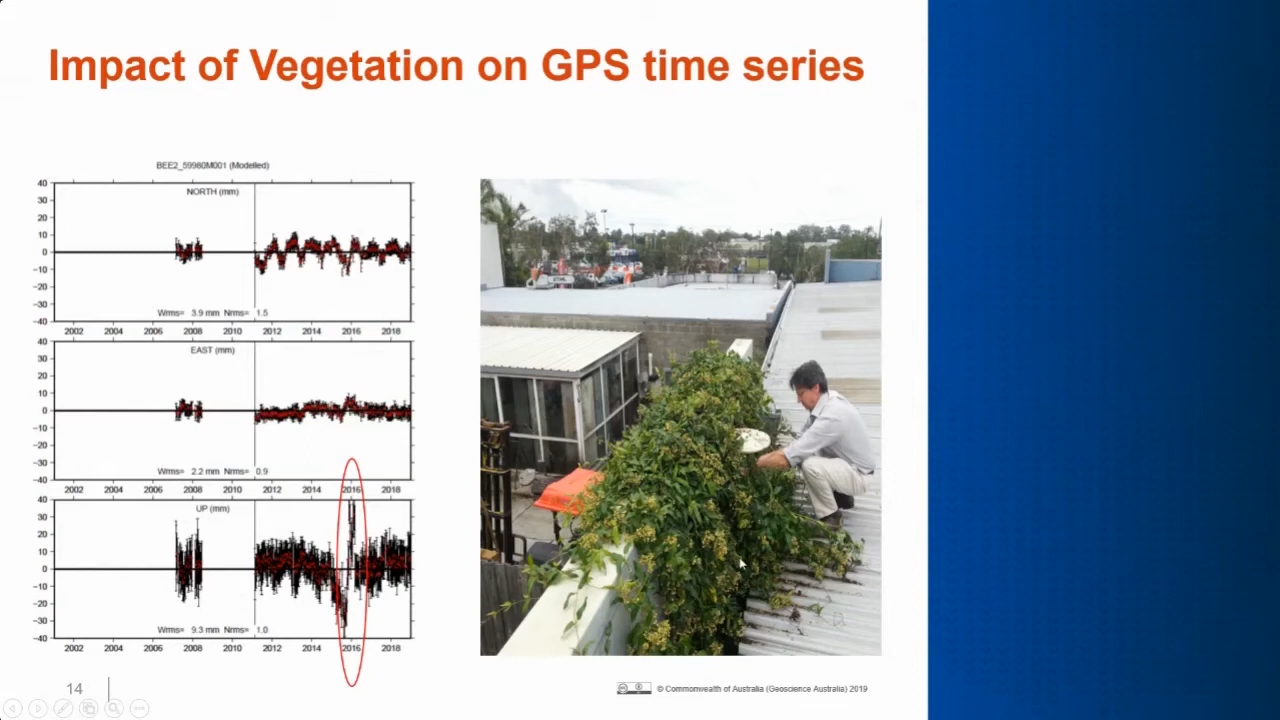 Impact of Vegetation on GPS time series
BEE2_59980M001 (Modelled)
40
30
20
10
0
−10
−20
−30
−40
NORTH (mm)
Wrms= 3.9 mm Nrms= 1.5
2002 2004 2006 2008 2010 2012 2014 2016 2018
40
30
20
10
0
−10
−20
−30
−40
EAST (mm)
Wrms= 2.2 mm Nrms= 0.9
2002 2004 2006 2008 2010 2012 2014 2016 2018
40
30
20
10
0
−10
−20
−30
−40
UP (mm)
Wrms= 9.3 mm Nrms= 1.0
2002 2004 2006 2008 2010 2012 2014 2016 2018
14
© Commonwealth of Australia (Geoscience Australia) 2019